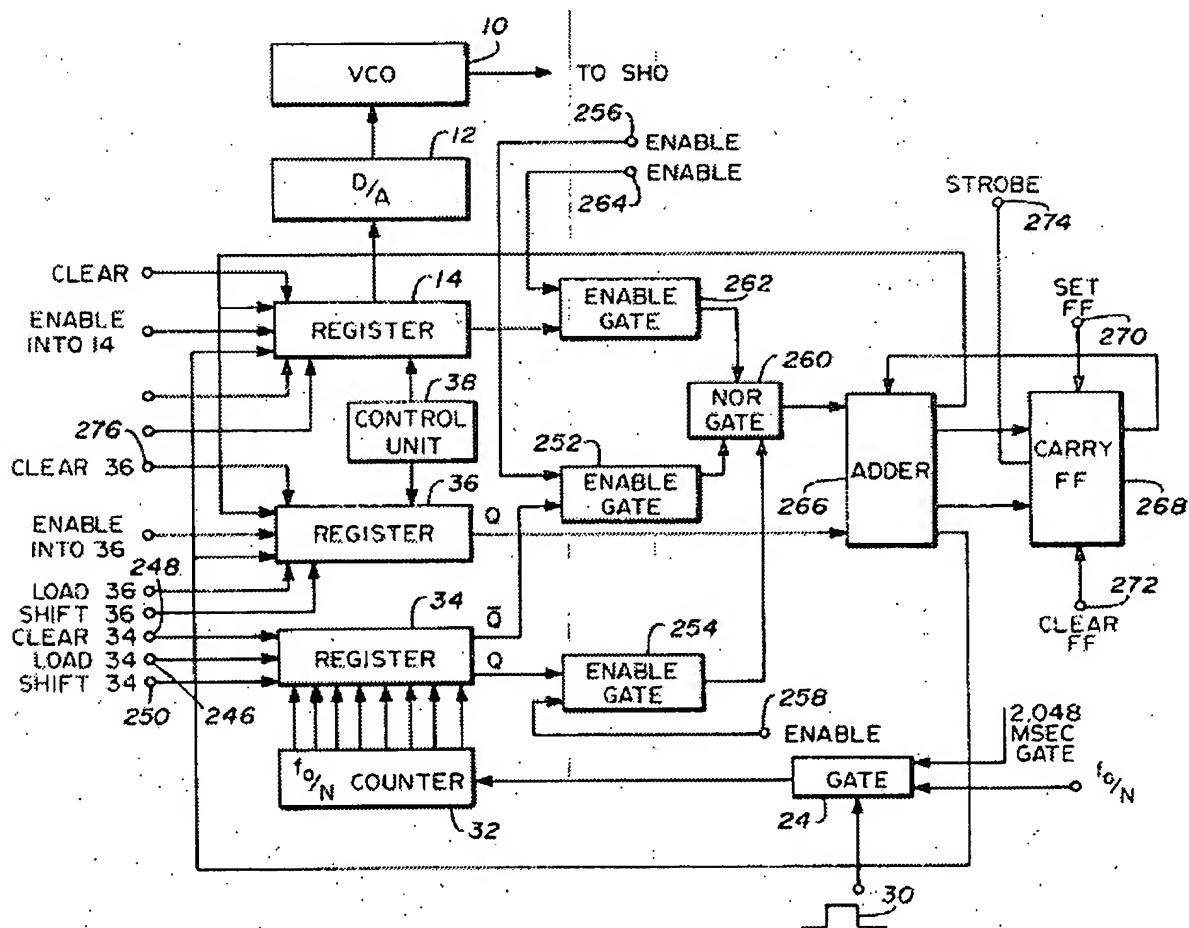 10
VCO
TO SHO
12
D/A
256
ENABLE
ENABLE
264
STROBE
274
CLEAR
14
REGISTER
262
ENABLE
GATE
SET
FF
270
ENABLE
INTO 14
38
CONTROL
UNIT
260
NOR
GATE
276
CLEAR 36
252
ENABLE
GATE
ADDER
266
CARRY
FF
268
36
REGISTER
Q
ENABLE
INTO 36
248
LOAD 36
SHIFT 36
CLEAR 34
LOAD 34
SHIFT 34
250
246
34
REGISTER
Q̅
Q
254
ENABLE
GATE
258
ENABLE
272
CLEAR
FF
2.048
MSEC
GATE
fo/N COUNTER
32
GATE
24
fo/N
30